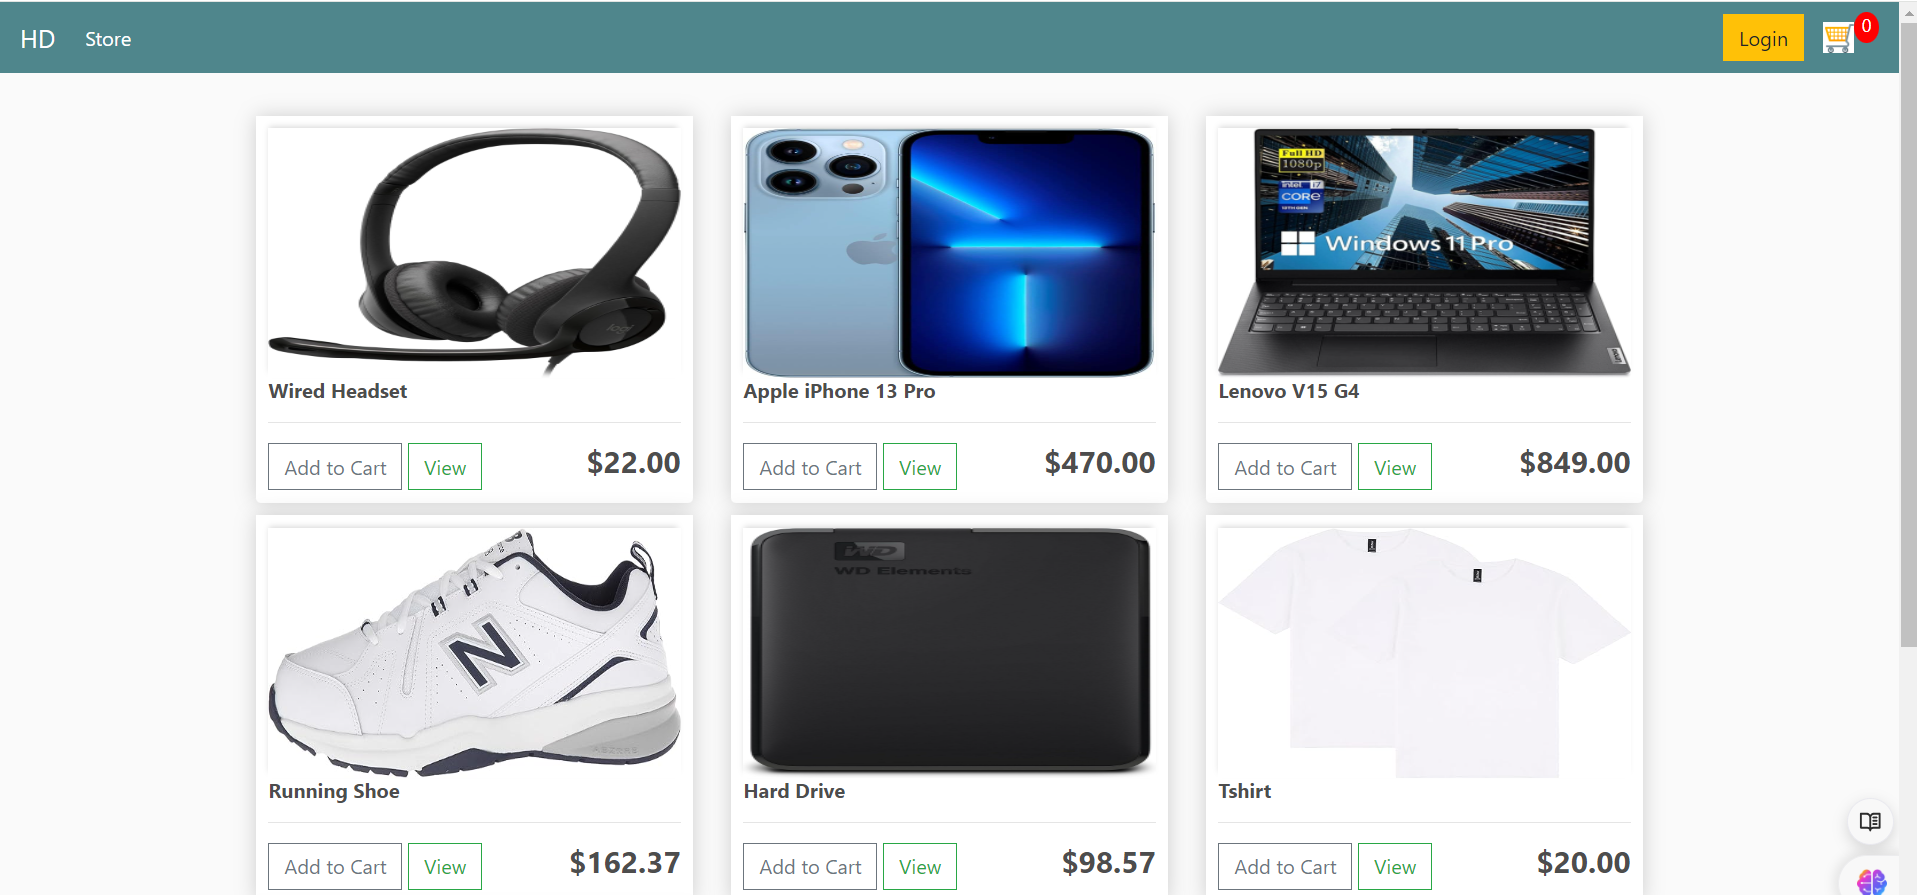 HD
Store
Login
0
Full HD
1080p
intel i7
CORE
Windows 11 Pro
Lenovo
logi
Wired Headset
Apple iPhone 13 Pro
Lenovo V15 G4
Add to Cart
View
$22.00
Add to Cart
View
$470.00
Add to Cart
View
$849.00
N
WD
WD Elements
Running Shoe
Hard Drive
Tshirt
Add to Cart
View
$162.37
Add to Cart
View
$98.57
Add to Cart
View
$20.00